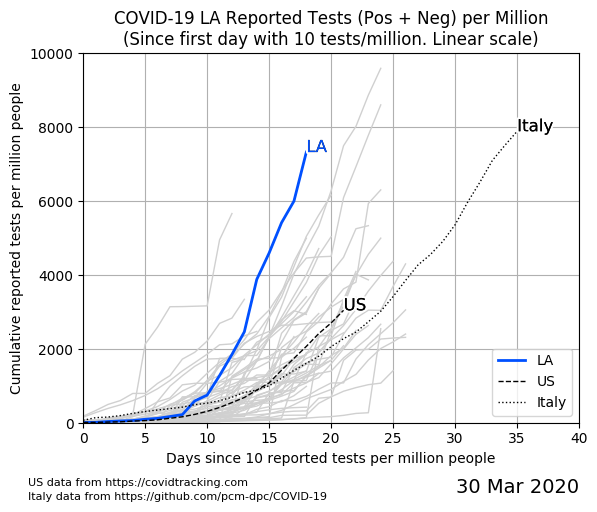 COVID-19 LA Reported Tests (Pos + Neg) per Million
(Since first day with 10 tests/million. Linear scale)
Cumulative reported tests per million people
10000
8000
6000
4000
2000
0
LA
Italy
US
LA
US
Italy
0 5 10 15 20 25 30 35 40
Days since 10 reported tests per million people
US data from https://covidtracking.com
Italy data from https://github.com/pcm-dpc/COVID-19
30 Mar 2020